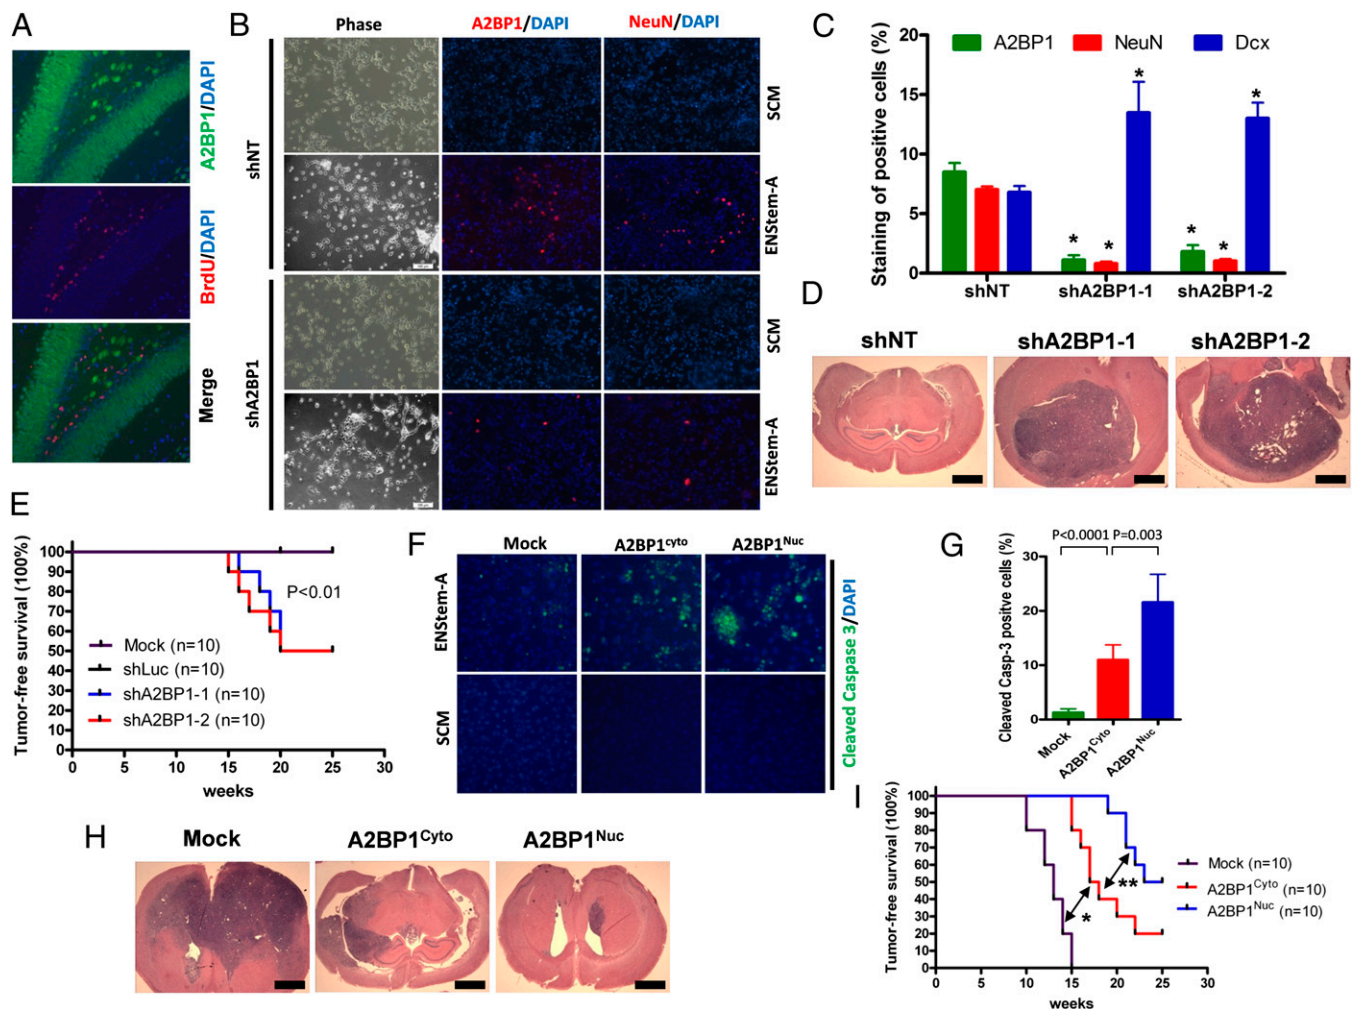 A
A2BP1/DAPI
BrdU/DAPI
Merge
B
Phase
A2BP1/DAPI
NeuN/DAPI
shNT
SCM
ENStem-A
shA2BP1
SCM
ENStem-A
C
Staining of positive cells (%)
20
15
10
5
0
A2BP1
NeuN
Dcx
*
*
*
*
*
*
shNT
shA2BP1-1
shA2BP1-2
D
shNT
shA2BP1-1
shA2BP1-2
E
Tumor-free survival (100%)
100
90
80
70
60
50
40
30
20
10
0
P<0.01
Mock (n=10)
shLuc (n=10)
shA2BP1-1 (n=10)
shA2BP1-2 (n=10)
0 5 10 15 20 25 30
weeks
F
Mock
A2BP1cyto
A2BP1Nuc
ENStem-A
SCM
Cleaved Caspase 3/DAPI
G
P<0.0001
P=0.003
Cleaved Casp-3 positve cells (%)
30
20
10
0
Mock
A2BP1Cyto
A2BP1Nuc
H
Mock
A2BP1Cyto
A2BP1Nuc
I
Tumor-free survival (100%)
100
90
80
70
60
50
40
30
20
10
0
*
**
Mock (n=10)
A2BP1Cyto (n=10)
A2BP1Nuc (n=10)
0 5 10 15 20 25 30
weeks